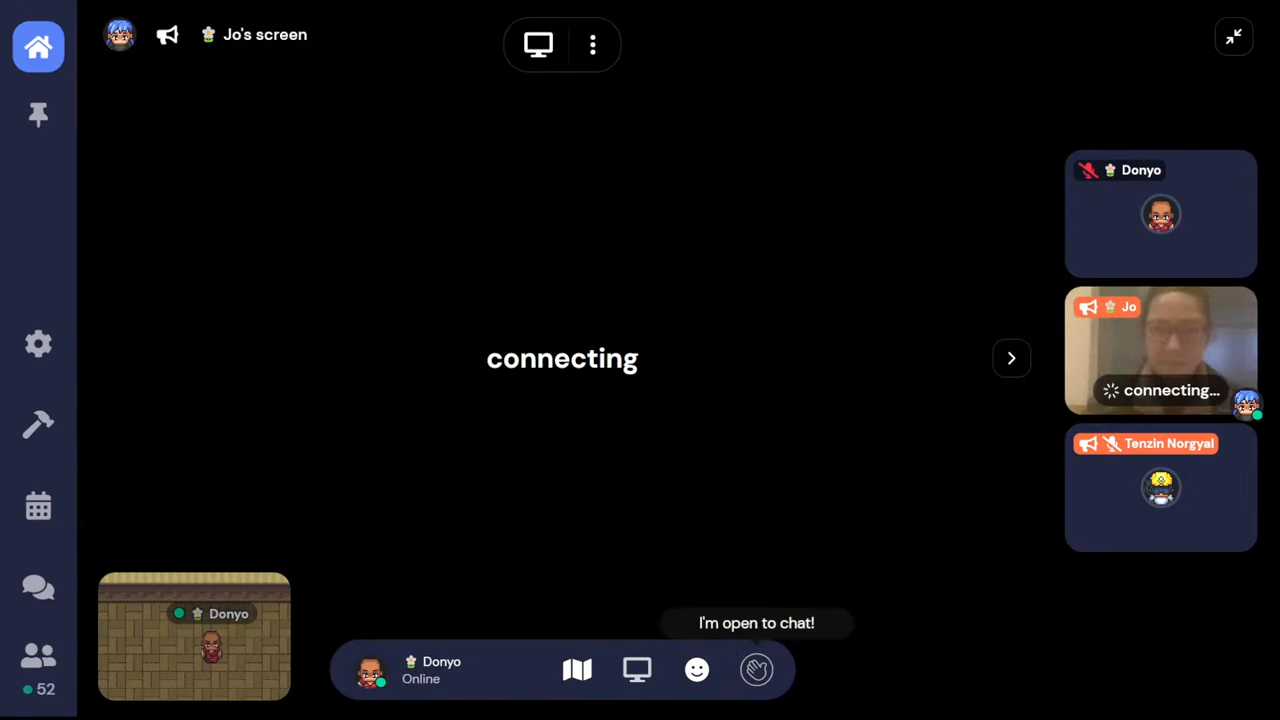 Jo's screen
Donyo
Jo
connecting
connecting...
Tenzin Norgyal
Donyo
I'm open to chat!
Donyo
Online
52